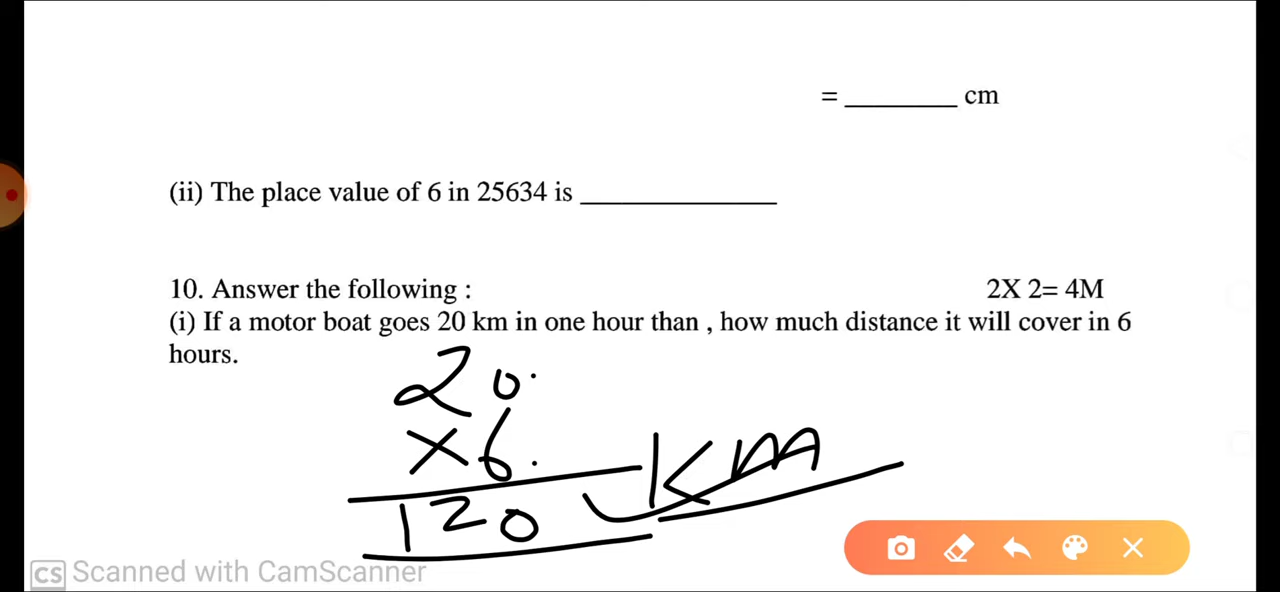 = ________ cm
(ii) The place value of 6 in 25634 is ______________
10. Answer the following : 2X 2= 4M
(i) If a motor boat goes 20 km in one hour than , how much distance it will cover in 6
hours.
20
X6
120 KM
CS Scanned with CamScanner